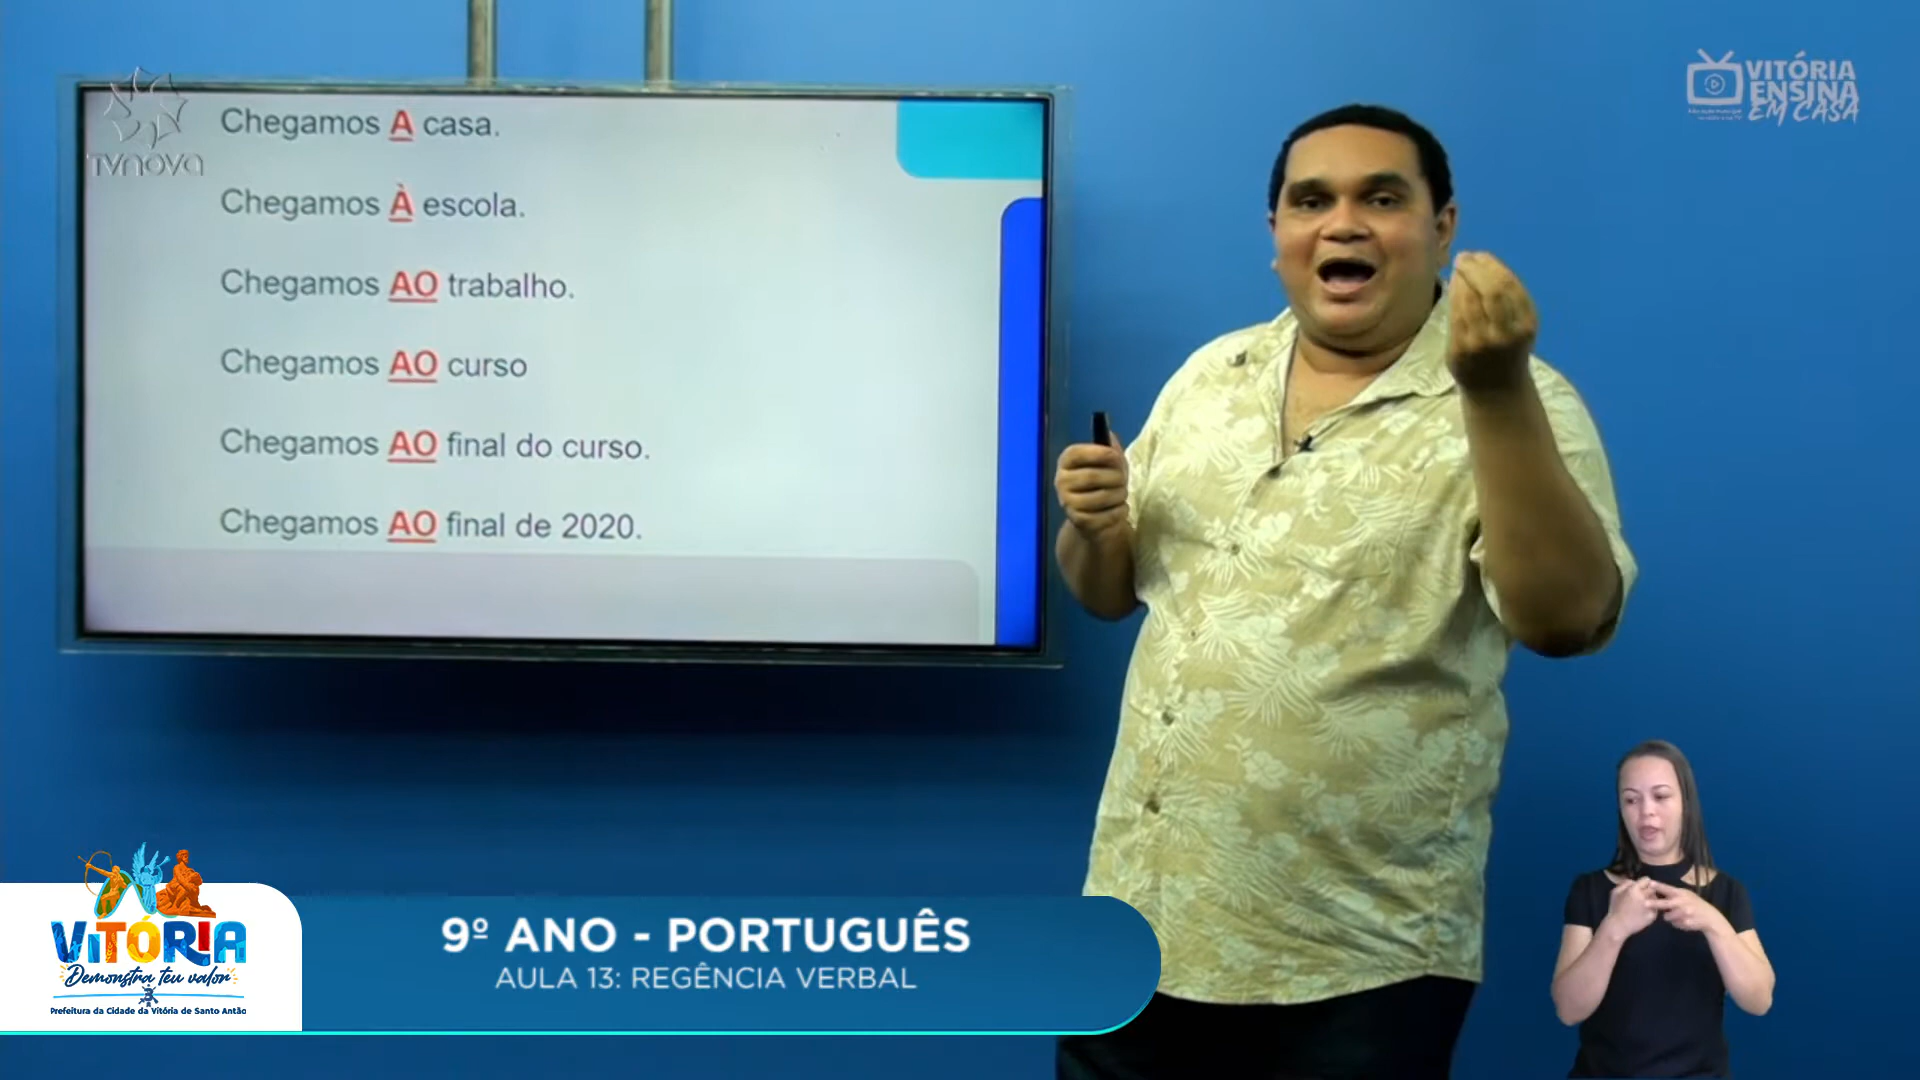 Chegamos A casa.
Chegamos À escola.
Chegamos AO trabalho.
Chegamos AO curso
Chegamos AO final do curso.
Chegamos AO final de 2020.
TVNOVA
VITÓRIA
ENSINA
EM CASA
9º ANO - PORTUGUÊS
AULA 13: REGÊNCIA VERBAL
VITÓRIA
Demonstra teu valor
Prefeitura da Cidade da Vitória de Santo Antão